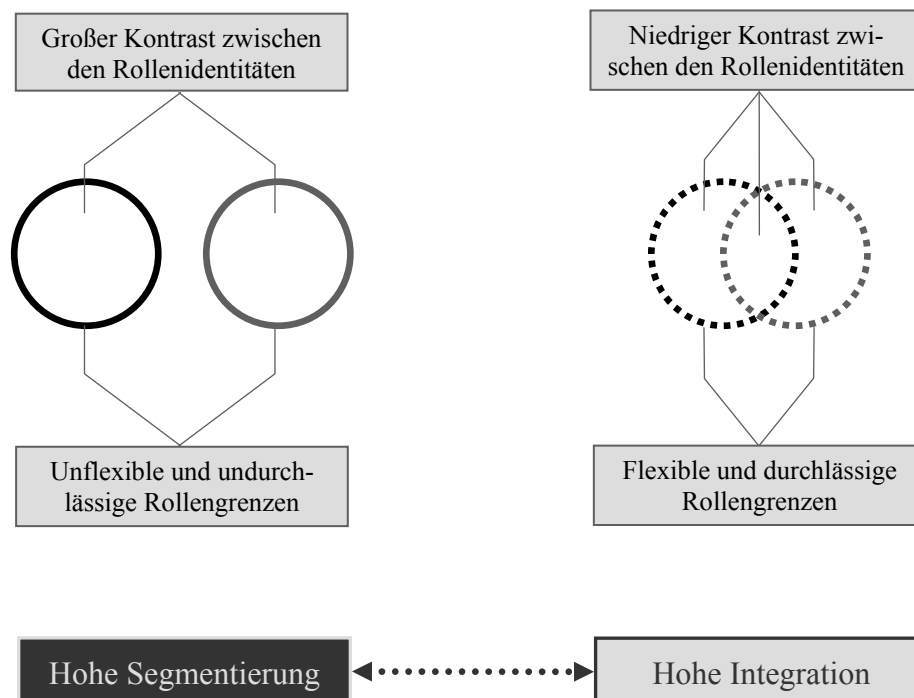 Großer Kontrast zwischen
den Rollenidentitäten
Niedriger Kontrast zwi-
schen den Rollenidentitäten
Unflexible und undurch-
lässige Rollengrenzen
Flexible und durchlässige
Rollengrenzen
Hohe Segmentierung
Hohe Integration